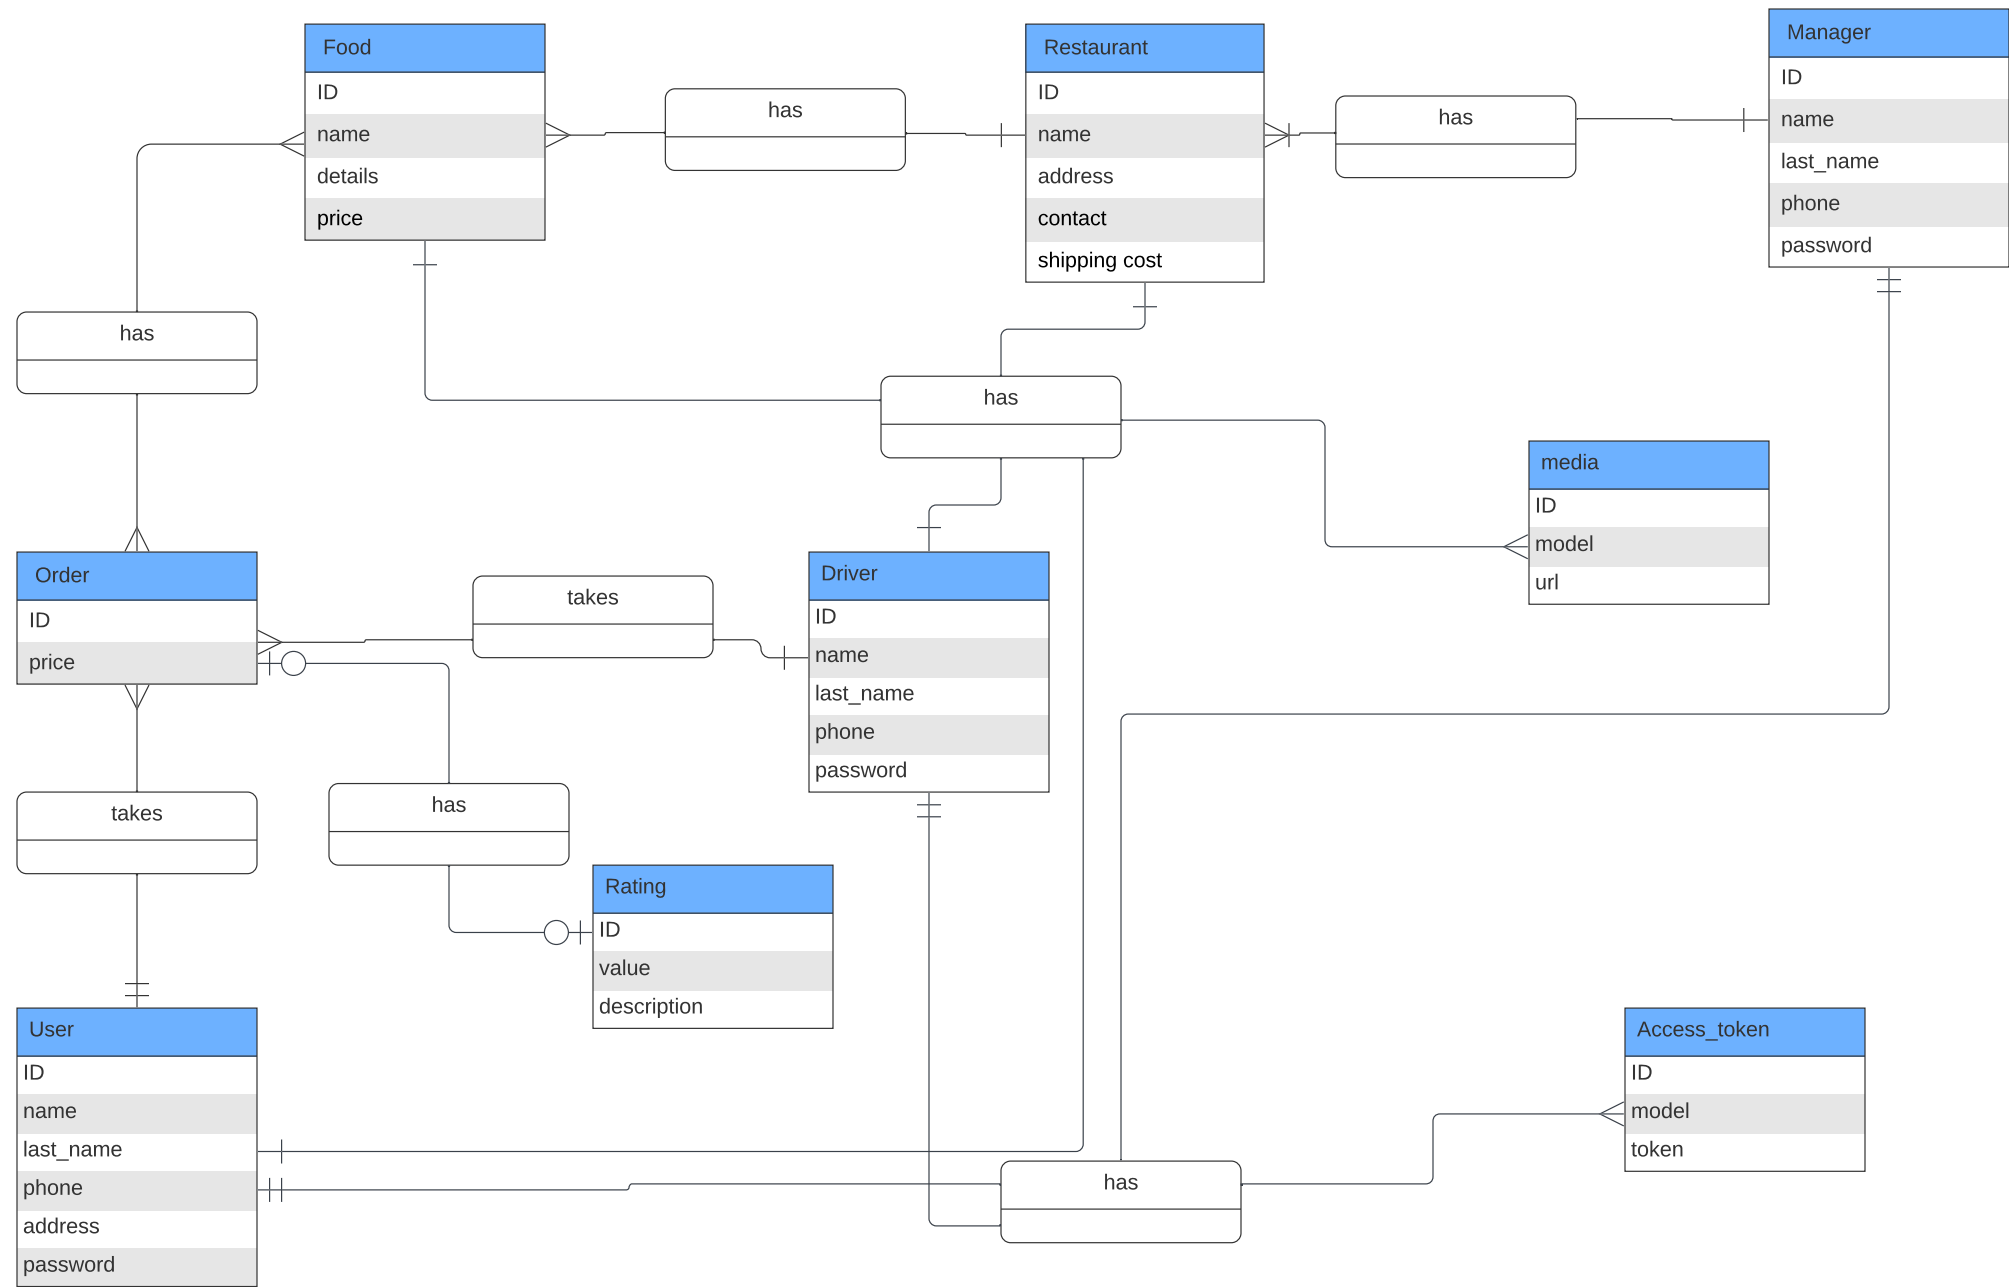 Food
ID
name
details
price
has
Restaurant
ID
name
address
contact
shipping cost
has
Manager
ID
name
last_name
phone
password
has
has
media
ID
model
url
Order
ID
price
takes
Driver
ID
name
last_name
phone
password
takes
has
Rating
ID
value
description
User
ID
name
last_name
phone
address
password
has
Access_token
ID
model
token